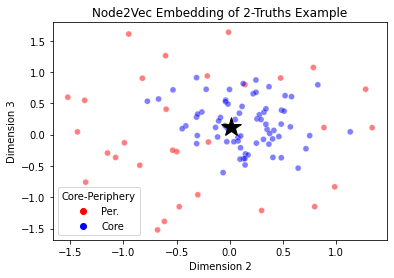 Node2Vec Embedding of 2-Truths Example
Dimension 3
1.5
1.0
0.5
0.0
−0.5
−1.0
−1.5
Core-Periphery
Per.
Core
−1.5 −1.0 −0.5 0.0 0.5 1.0
Dimension 2